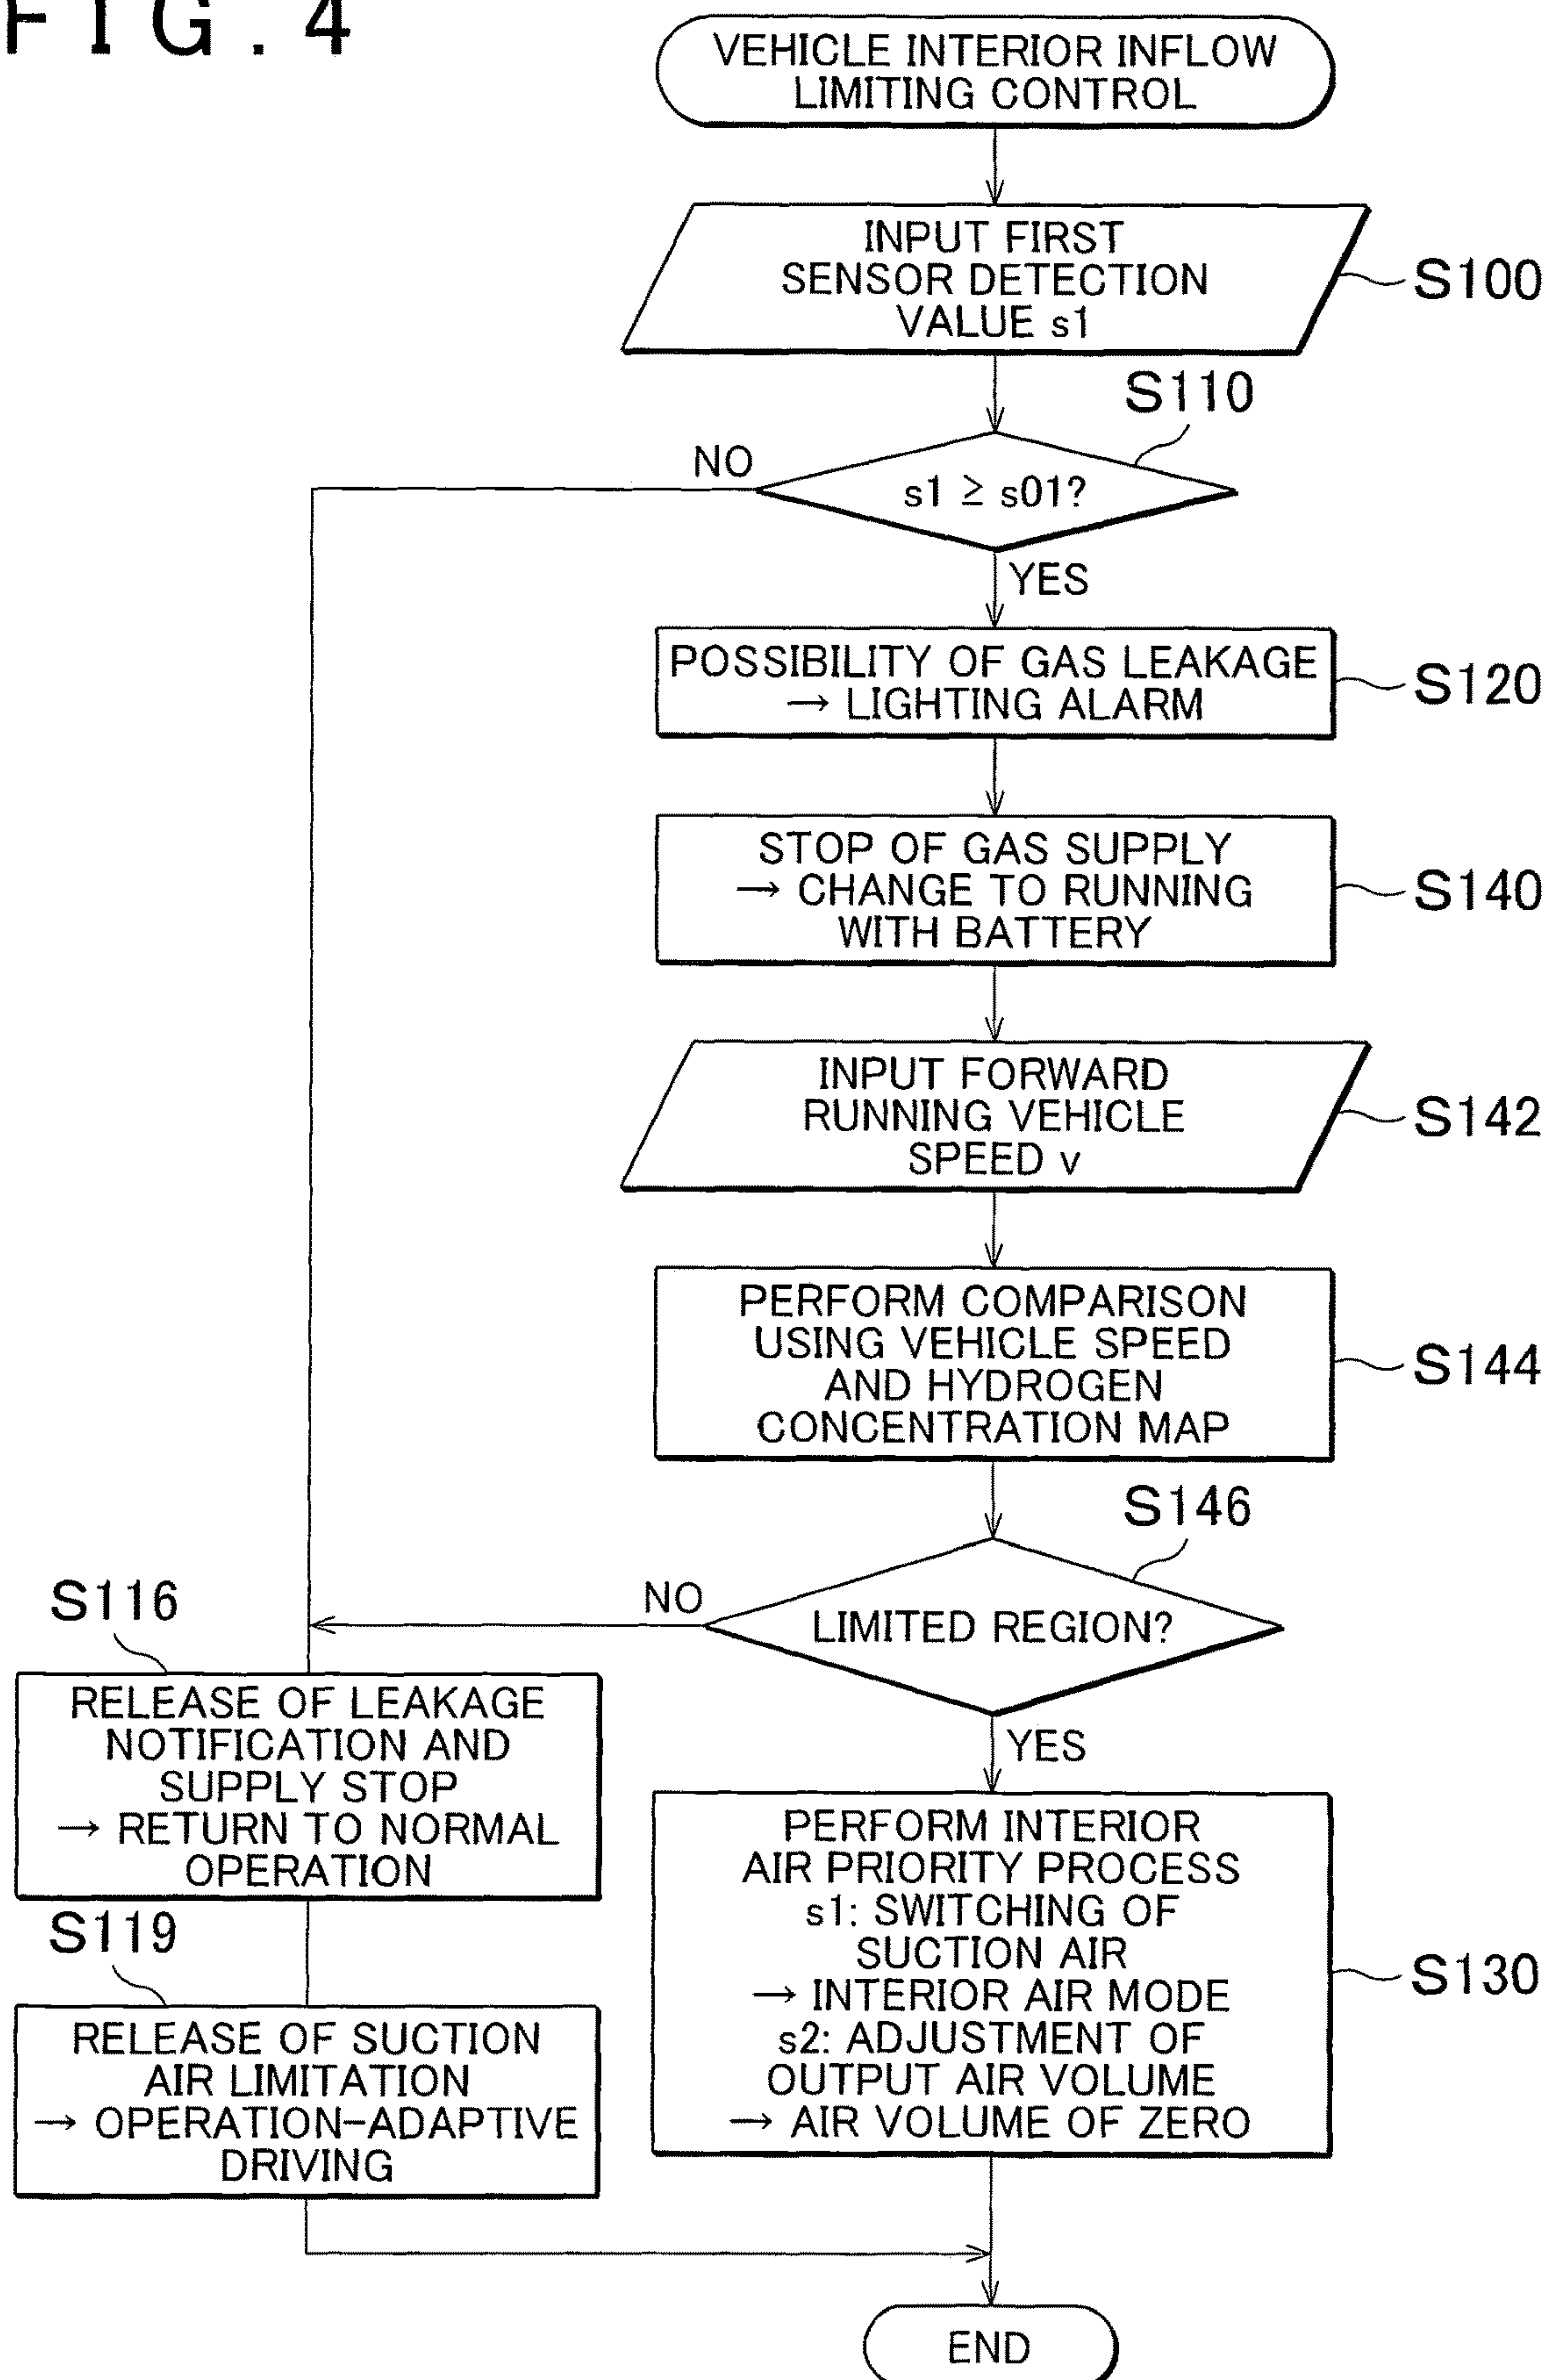 FIG.4
VEHICLE INTERIOR INFLOW
LIMITING CONTROL
INPUT FIRST
SENSOR DETECTION
VALUE s1
S100
S110
NO
s1 ≥ s01?
YES
POSSIBILITY OF GAS LEAKAGE
→ LIGHTING ALARM
S120
STOP OF GAS SUPPLY
→ CHANGE TO RUNNING
WITH BATTERY
S140
INPUT FORWARD
RUNNING VEHICLE
SPEED v
S142
PERFORM COMPARISON
USING VEHICLE SPEED
AND HYDROGEN
CONCENTRATION MAP
S144
S146
NO
LIMITED REGION?
YES
S116
RELEASE OF LEAKAGE
NOTIFICATION AND
SUPPLY STOP
→ RETURN TO NORMAL
OPERATION
S119
RELEASE OF SUCTION
AIR LIMITATION
→ OPERATION-ADAPTIVE
DRIVING
PERFORM INTERIOR
AIR PRIORITY PROCESS
s1: SWITCHING OF
SUCTION AIR
→ INTERIOR AIR MODE
s2: ADJUSTMENT OF
OUTPUT AIR VOLUME
→ AIR VOLUME OF ZERO
S130
END